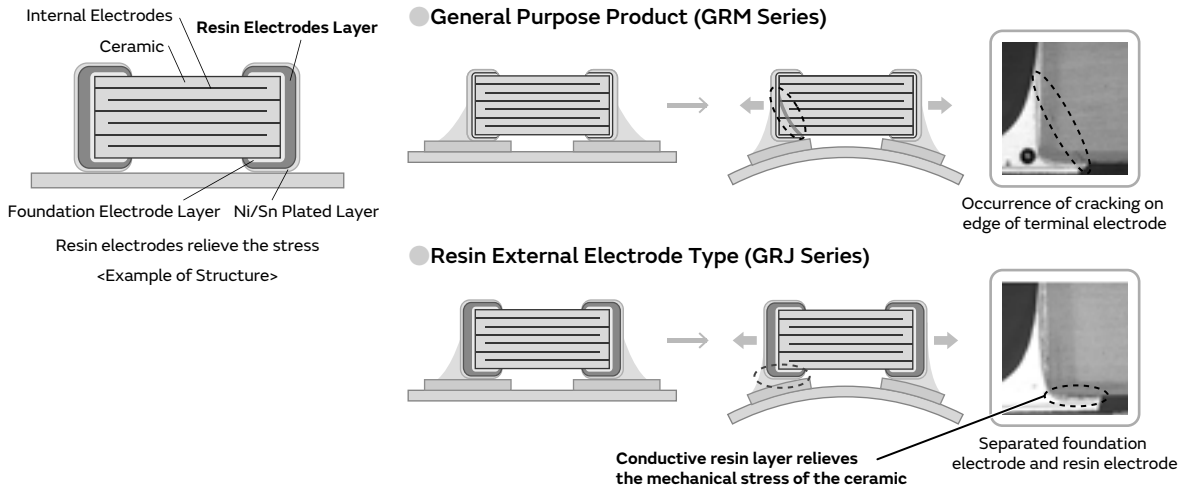 Internal Electrodes
Resin Electrodes Layer
Ceramic
Foundation Electrode Layer
Ni/Sn Plated Layer
Resin electrodes relieve the stress
<Example of Structure>
General Purpose Product (GRM Series)
Occurrence of cracking on
edge of terminal electrode
Resin External Electrode Type (GRJ Series)
Conductive resin layer relieves
the mechanical stress of the ceramic
Separated foundation
electrode and resin electrode